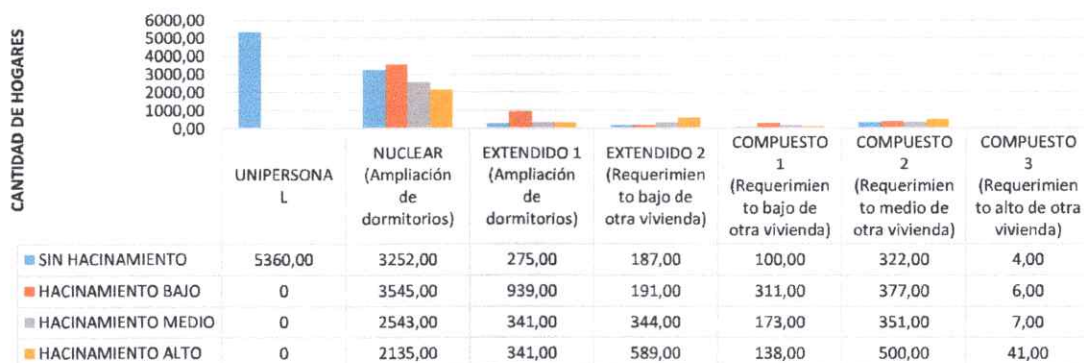 CANTIDAD DE HOGARES
6000,00
5000,00
4000,00
3000,00
2000,00
1000,00
0,00
UNIPERSONA
L
NUCLEAR
(Ampliación
de
dormitorios)
EXTENDIDO 1
(Ampliación
de
dormitorios)
EXTENDIDO 2
(Requerimien
to bajo de
otra vivienda)
COMPUESTO
1
(Requerimien
to bajo de
otra vivienda)
COMPUESTO
2
(Requerimien
to medio de
otra vivienda)
COMPUESTO
3
(Requerimien
to alto de otra
vivienda)
SIN HACINAMIENTO 5360,00 3252,00 275,00 187,00 100,00 322,00 4,00
HACINAMIENTO BAJO 0 3545,00 939,00 191,00 311,00 377,00 6,00
HACINAMIENTO MEDIO 0 2543,00 341,00 344,00 173,00 351,00 7,00
HACINAMIENTO ALTO 0 2135,00 341,00 589,00 138,00 500,00 41,00